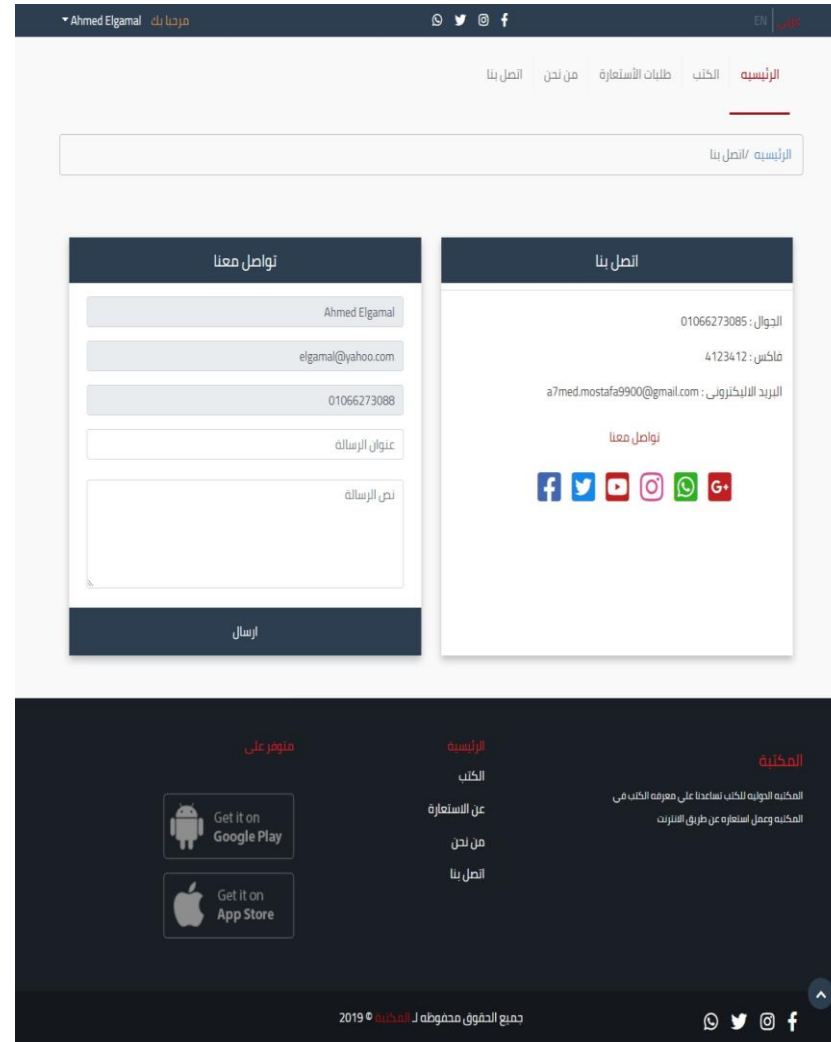 عربى EN
مرحبا بك Ahmed Elgamal
الرئيسيه
الكتب
طلبات الأستعارة
من نحن
اتصل بنا
الرئيسيه /اتصل بنا
اتصل بنا
الجوال : 01066273085
فاكس : 4123412
البريد الاليكترونى : a7med.mostafa9900@gmail.com
تواصل معنا
G+
تواصل معنا
Ahmed Elgamal
elgamal@yahoo.com
01066273088
عنوان الرسالة
نص الرسالة
ارسال
المكتبة
المكتبه الدوليه للكتب تساعدنا على معرفه الكتب فى
المكتبه وعمل استعاره عن طريق الانترنت
الرئيسية
الكتب
عن الاستعارة
من نحن
اتصل بنا
متوفر على
Get it on
Google Play
Get it on
App Store
جميع الحقوق محفوظه لـ المكتبة © 2019